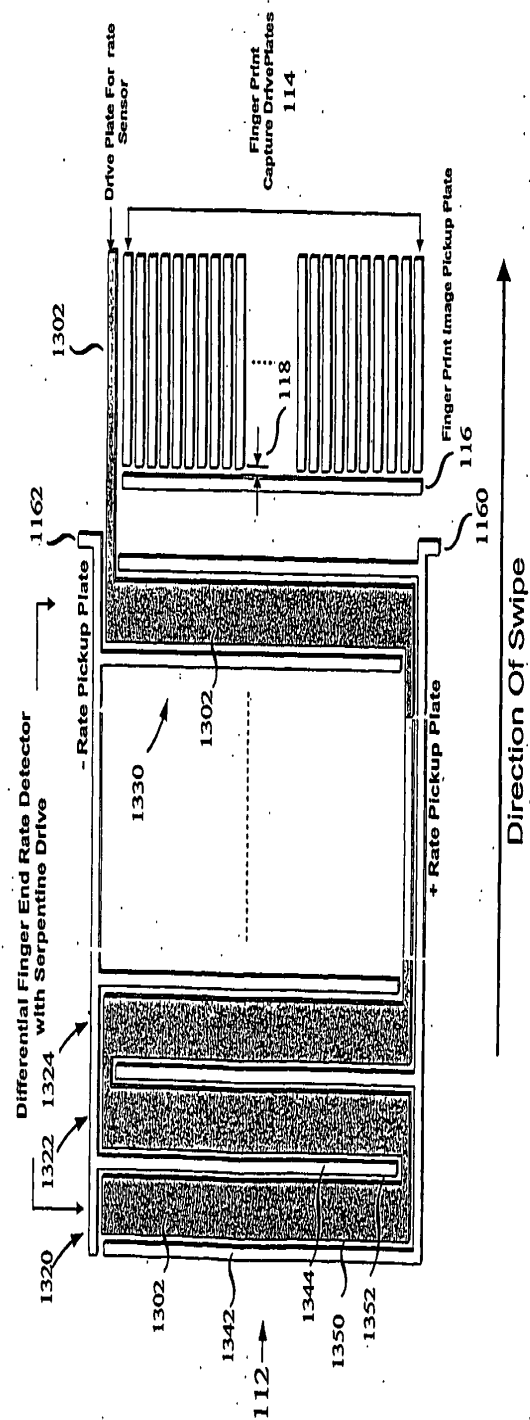 Drive Plate For rate
Sensor
Finger Print
Capture DrivePlates
114
1302
118
Finger Print Image Pickup Plate
116
1162
1160
- Rate Pickup Plate
Differential Finger End Rate Detector
with Serpentine Drive
1330
1302
+ Rate Pickup Plate
1324
1322
1320
1302
1342
1344
1350
1352
112
Direction Of Swipe